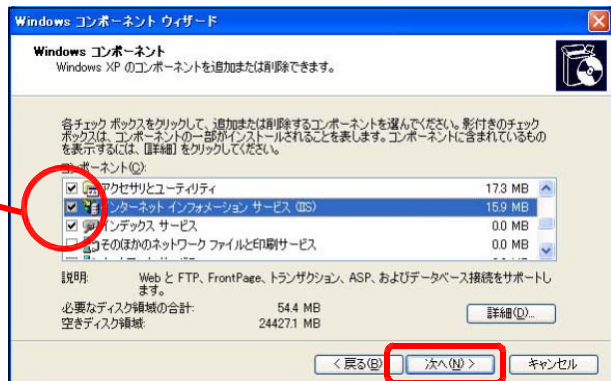 Windows コンポーネント ウィザード
Windows コンポーネント
Windows XP のコンポーネントを追加または削除できます。
各チェック ボックスをクリックして、追加または削除するコンポーネントを選んでください。影付きのチェック
ボックスは、コンポーネントの一部がインストールされることを表します。コンポーネントに含まれているもの
を表示するには、[詳細] をクリックしてください。
コンポーネント(C):
アクセサリとユーティリティ 17.3 MB
インターネット インフォメーション サービス (IIS) 15.9 MB
インデックス サービス 0.0 MB
そのほかのネットワーク ファイルと印刷サービス 0.0 MB
説明: Web と FTP、FrontPage、トランザクション、ASP、およびデータベース接続をサポートし
ます。
必要なディスク領域の合計: 54.4 MB
空きディスク領域: 24427.1 MB
詳細(D)...
< 戻る(B) 次へ(N) > キャンセル